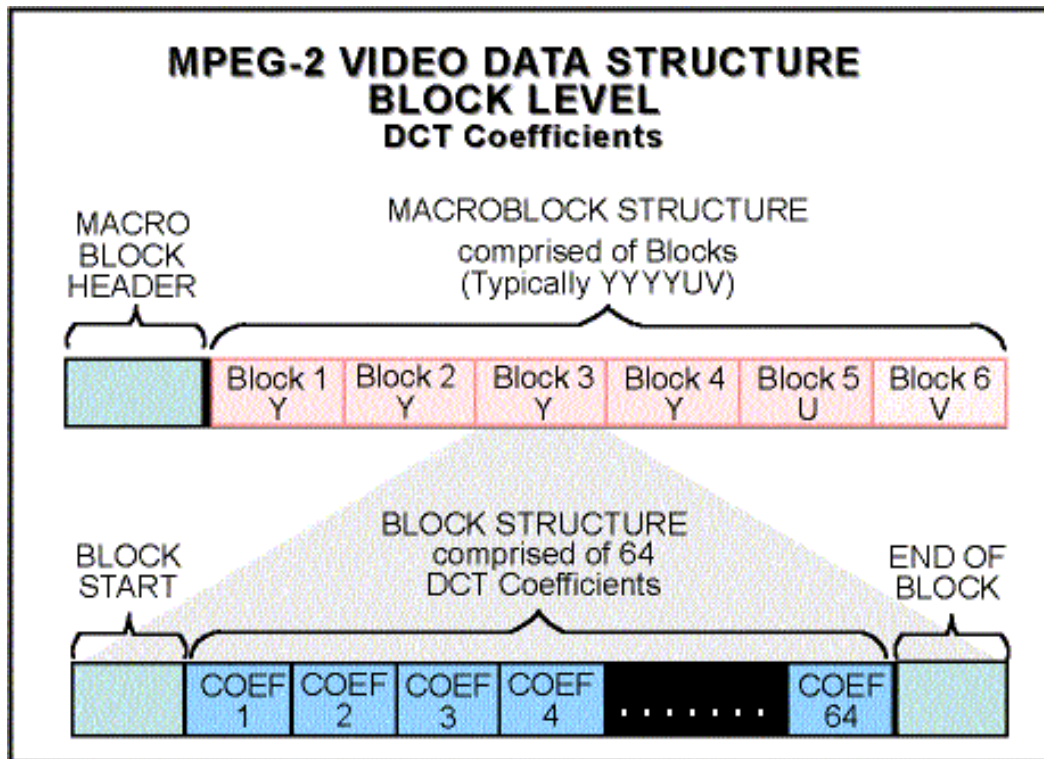 MPEG-2 VIDEO DATA STRUCTURE
BLOCK LEVEL
DCT Coefficients
MACRO
BLOCK
HEADER
MACROBLOCK STRUCTURE
comprised of Blocks
(Typically YYYYUV)
Block 1
Y
Block 2
Y
Block 3
Y
Block 4
Y
Block 5
U
Block 6
V
BLOCK
START
BLOCK STRUCTURE
comprised of 64
DCT Coefficients
END OF
BLOCK
COEF
1
COEF
2
COEF
3
COEF
4
.......
COEF
64